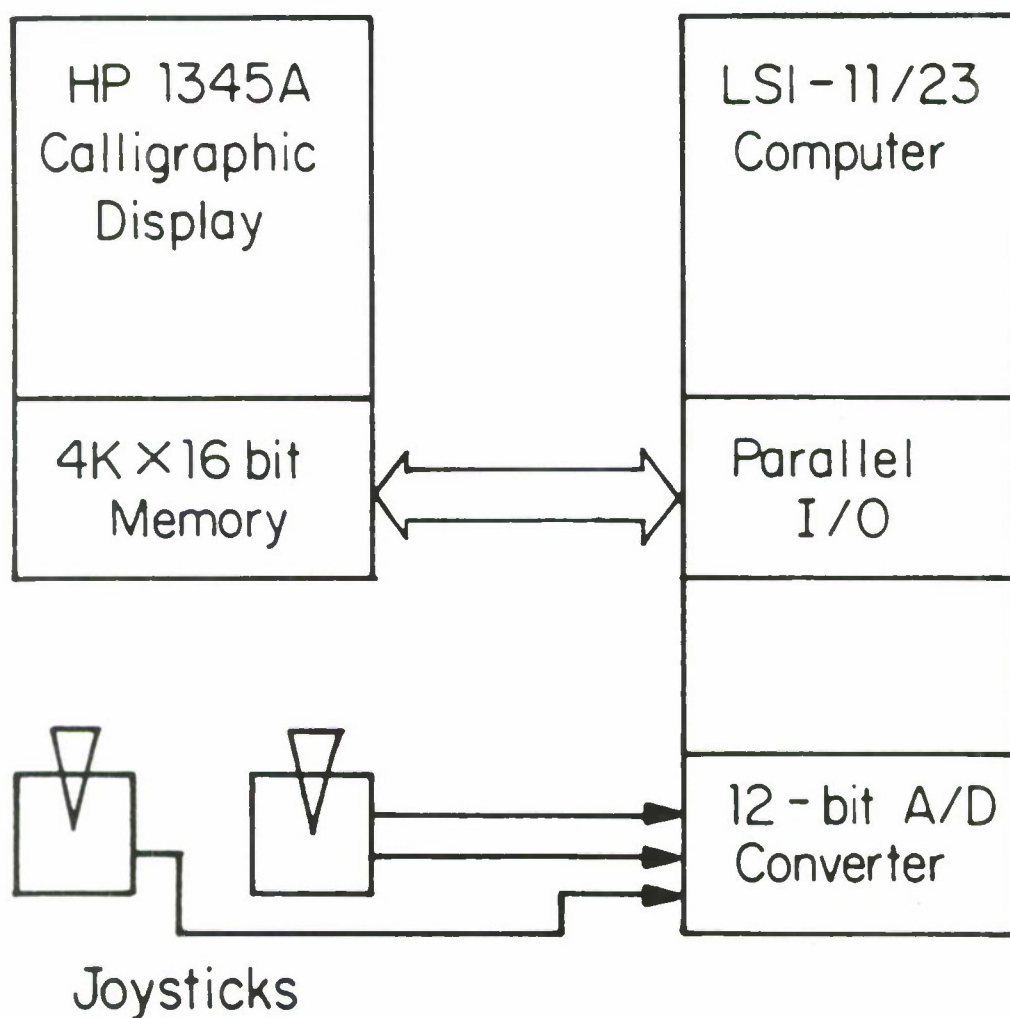 HP 1345A
Calligraphic
Display
4K × 16 bit
Memory
LSI-11/23
Computer
Parallel
I/O
12-bit A/D
Converter
Joysticks